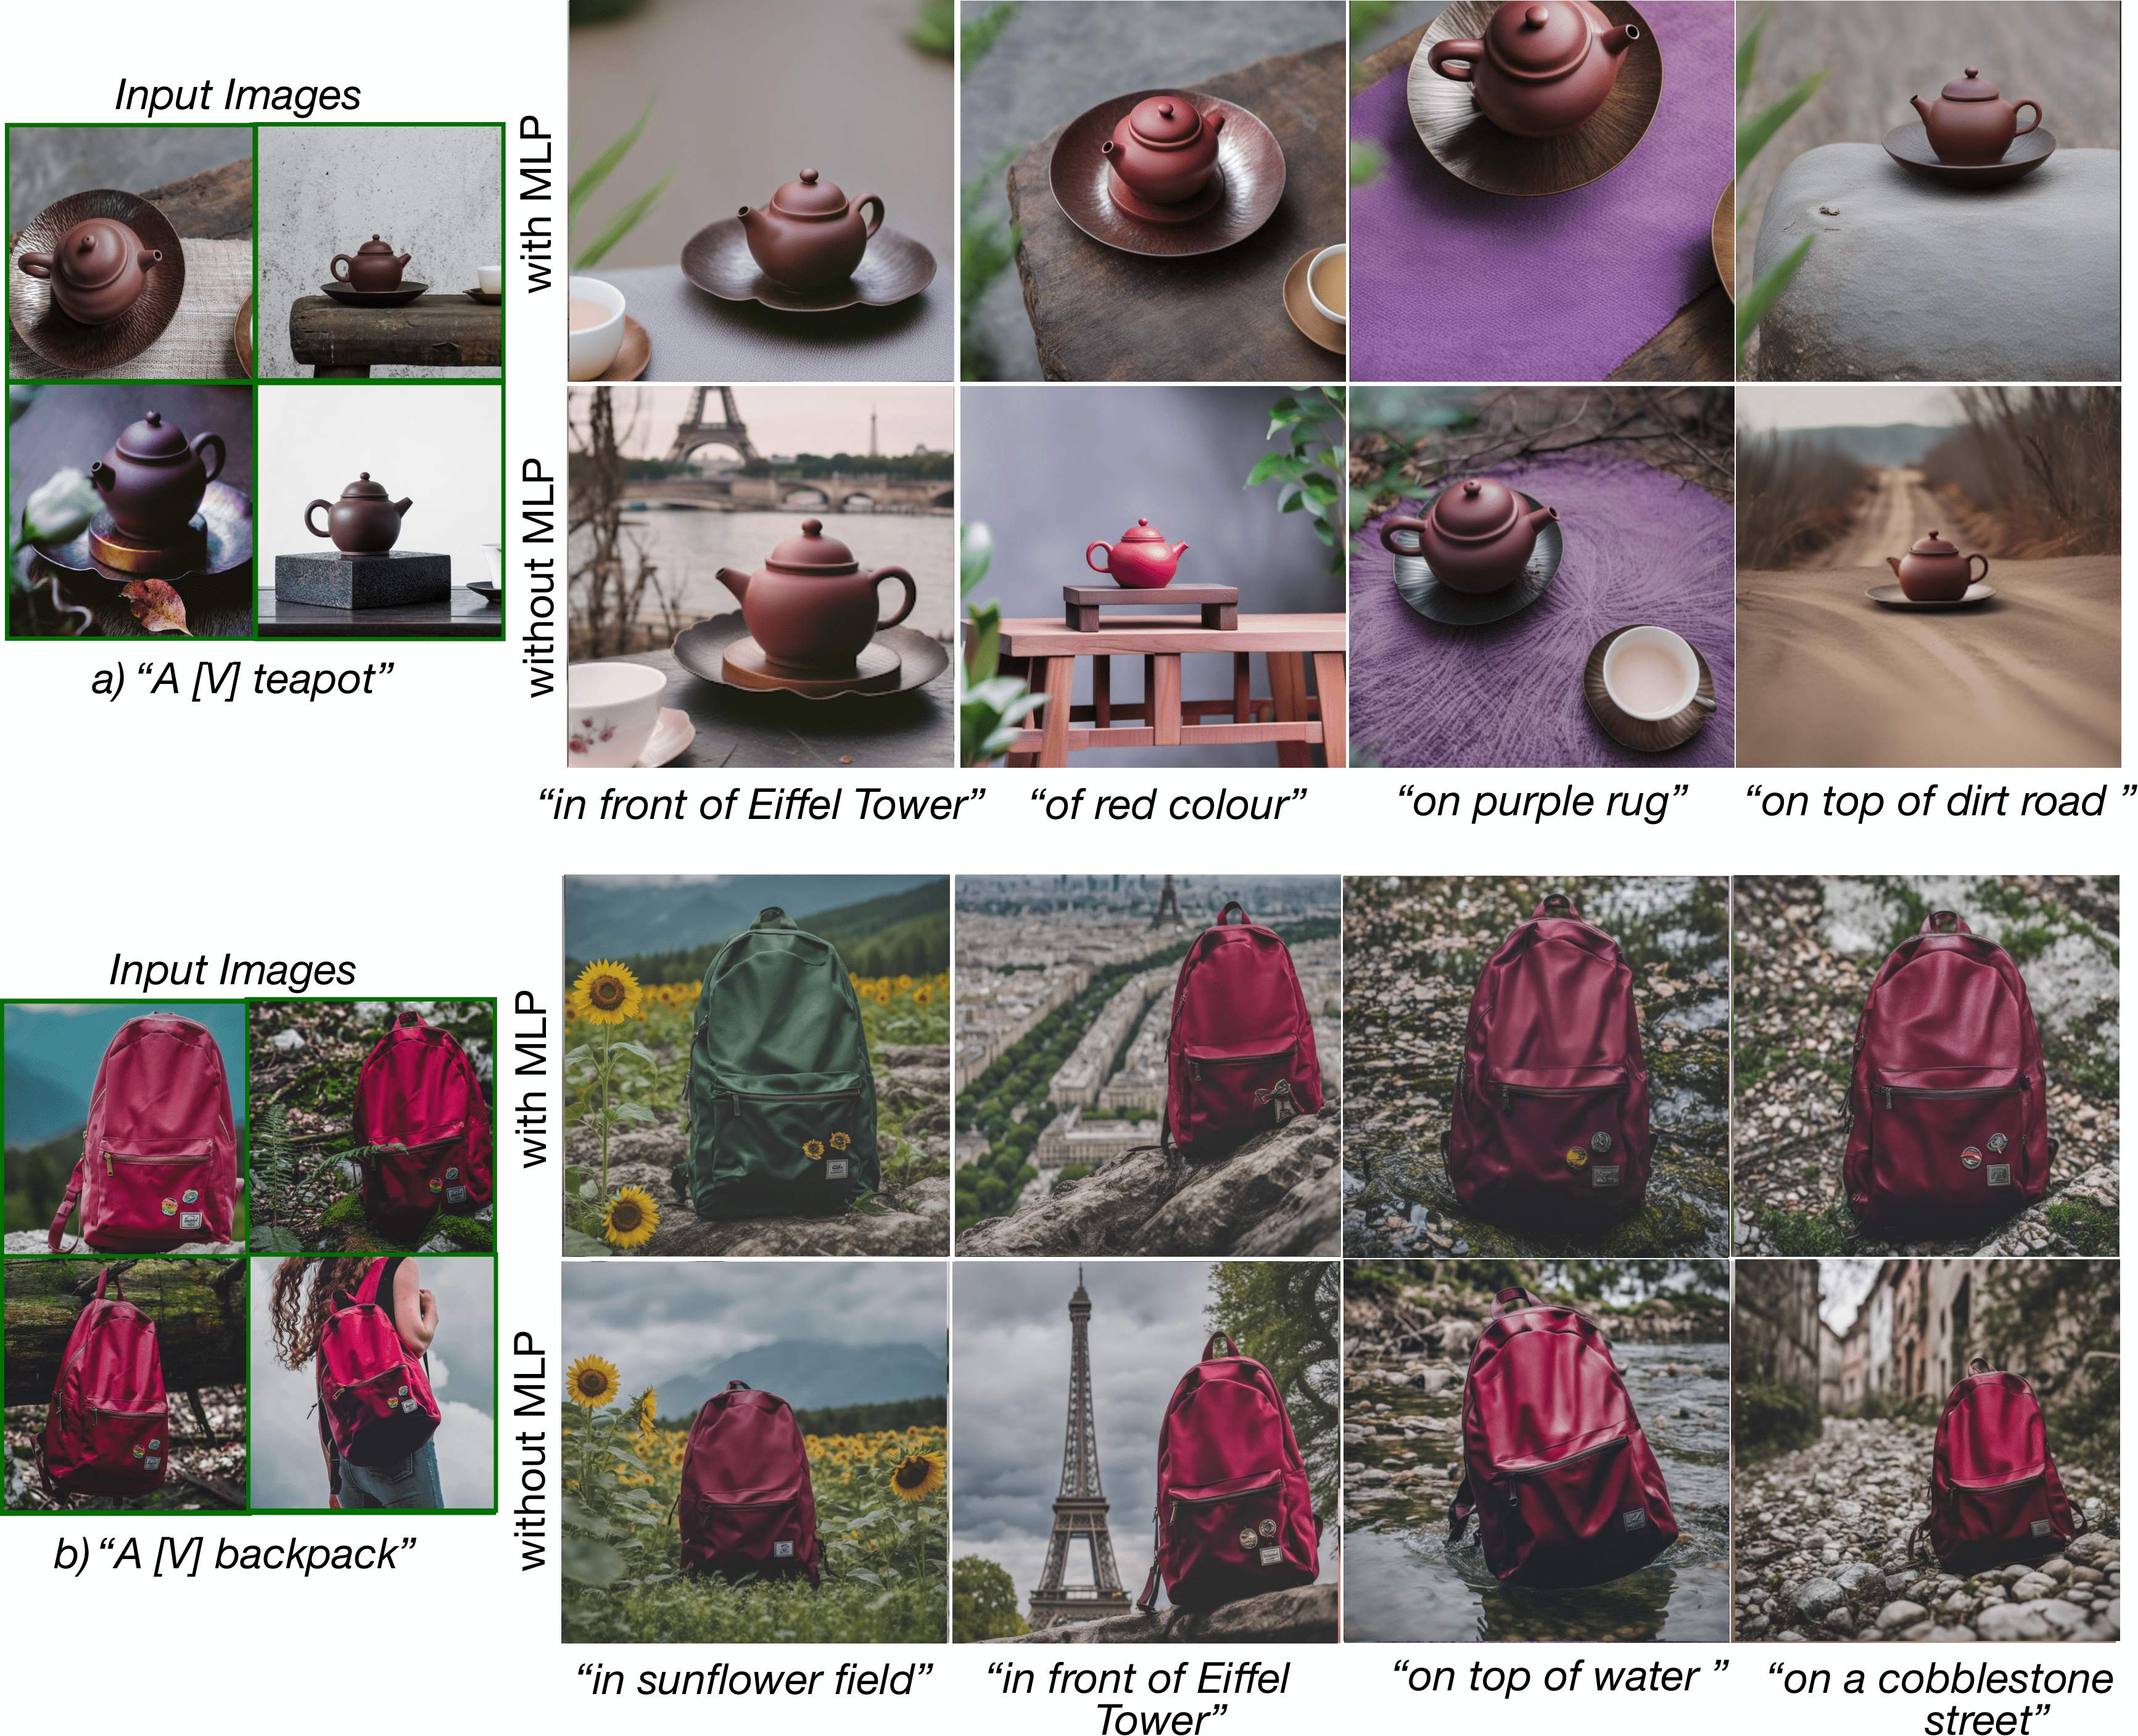 Input Images
with MLP
without MLP
a) “A [V] teapot”
“in front of Eiffel Tower”
“of red colour”
“on purple rug”
“on top of dirt road ”
Input Images
with MLP
without MLP
b) “A [V] backpack”
“in sunflower field”
“in front of Eiffel
Tower”
“on top of water ”
“on a cobblestone
street”